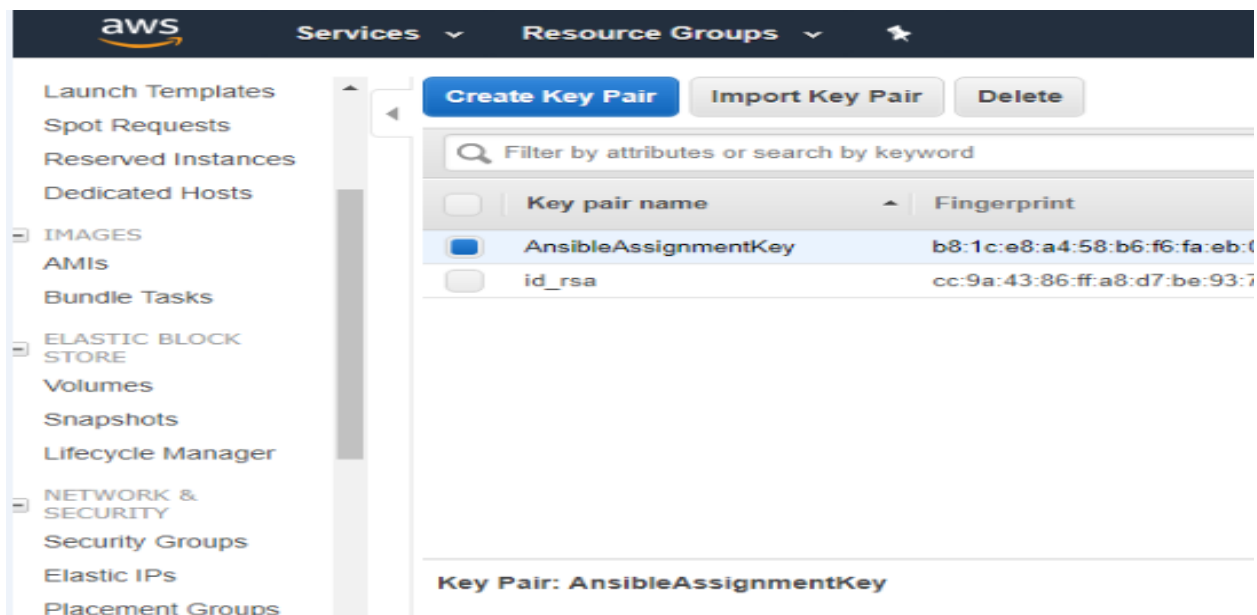 aws
Services
Resource Groups
Launch Templates
Spot Requests
Reserved Instances
Dedicated Hosts
IMAGES
AMIs
Bundle Tasks
ELASTIC BLOCK
STORE
Volumes
Snapshots
Lifecycle Manager
NETWORK &
SECURITY
Security Groups
Elastic IPs
Placement Groups
Create Key Pair
Import Key Pair
Delete
Filter by attributes or search by keyword
Key pair name
Fingerprint
AnsibleAssignmentKey
b8:1c:e8:a4:58:b6:f6:fa:eb:
id_rsa
cc:9a:43:86:ff:a8:d7:be:93:7
Key Pair: AnsibleAssignmentKey